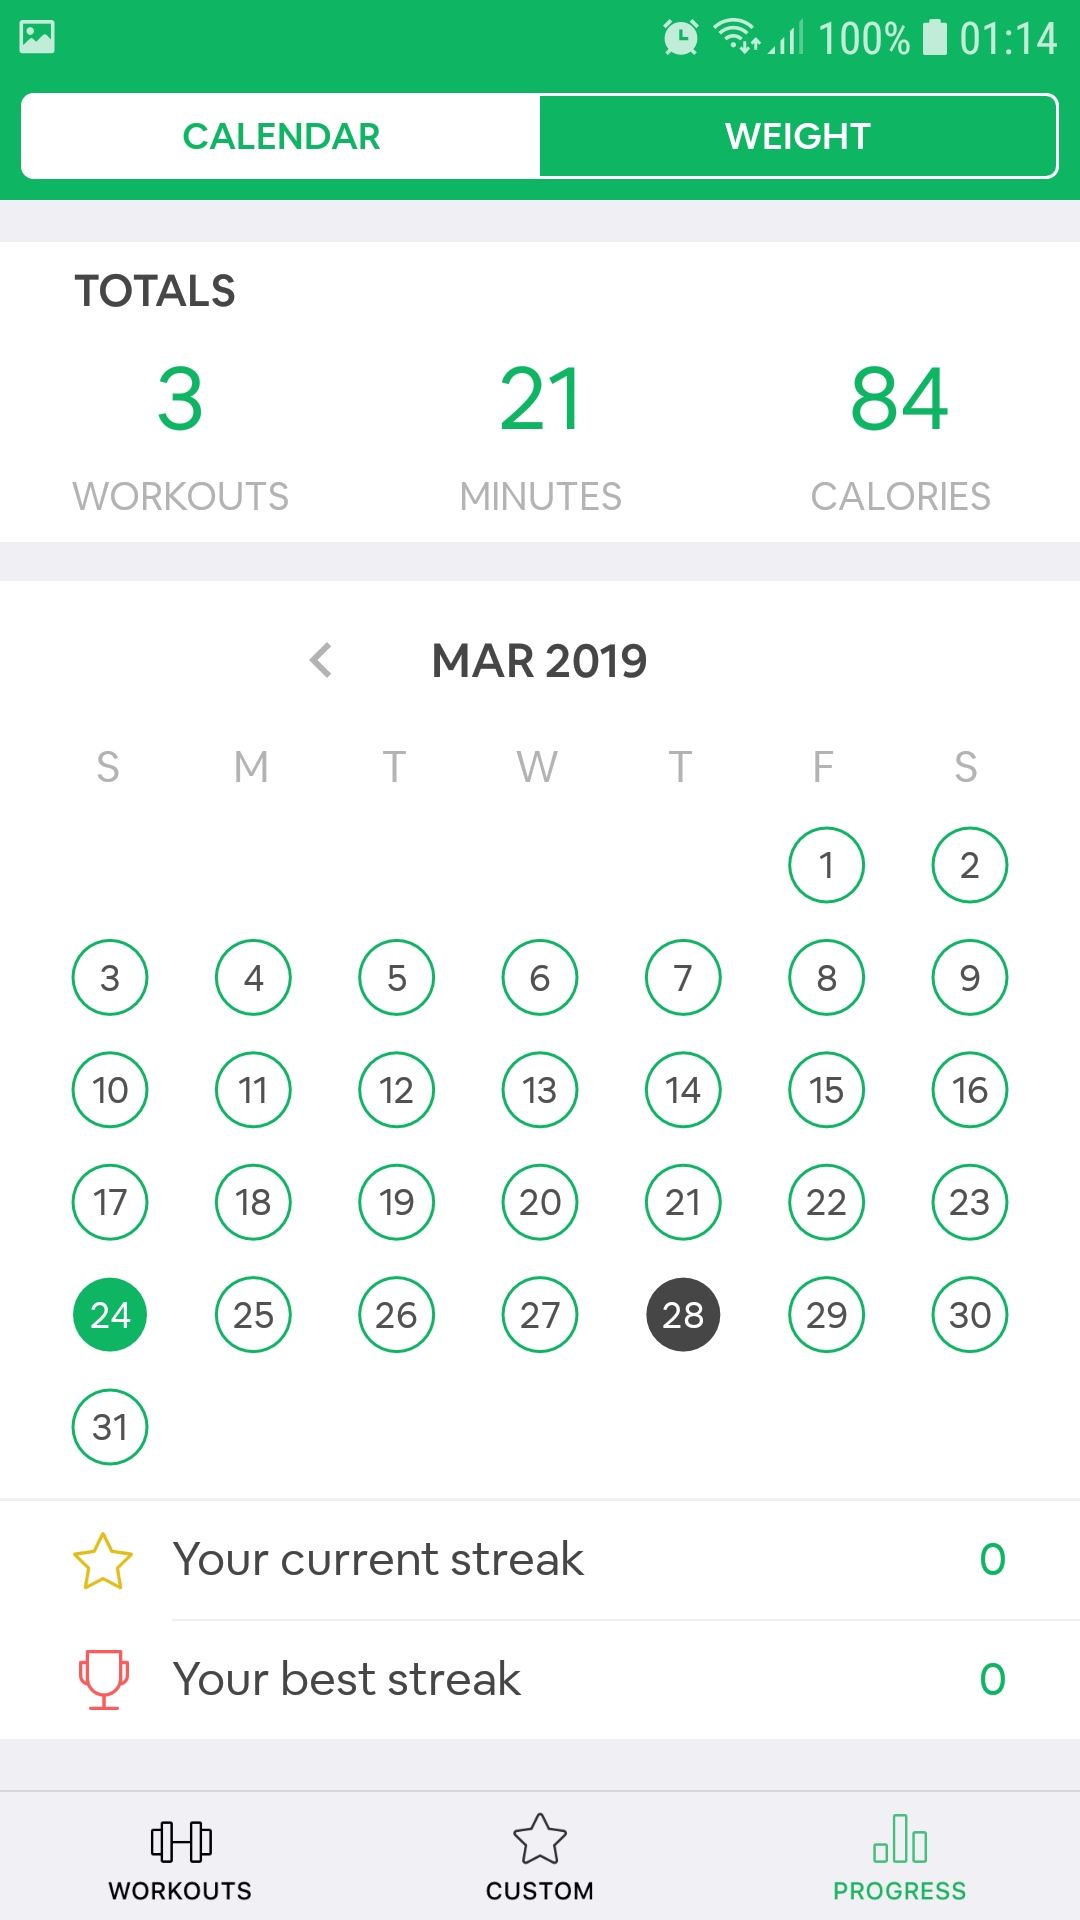 100% 01:14
CALENDAR WEIGHT
TOTALS
3 21 84
WORKOUTS MINUTES CALORIES
MAR 2019
S M T W T F S
1 2
3 4 5 6 7 8 9
10 11 12 13 14 15 16
17 18 19 20 21 22 23
24 25 26 27 28 29 30
31
Your current streak 0
Your best streak 0
WORKOUTS CUSTOM PROGRESS